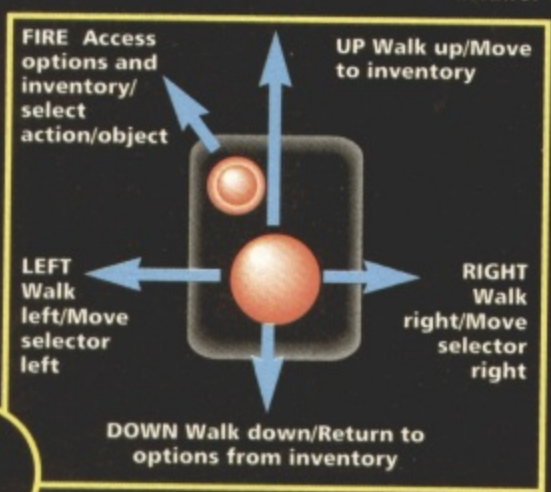 FIRE Access
options and
inventory/
select
action/object
UP Walk up/Move
to inventory
LEFT
Walk
left/Move
selector
left
RIGHT
Walk
right/Move
selector
right
DOWN Walk down/Return to
options from inventory